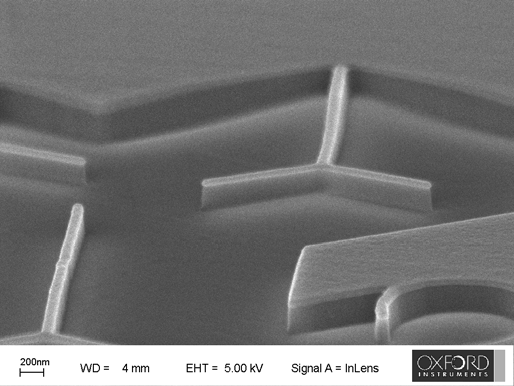 200nm
WD = 4 mm
EHT = 5.00 kV
Signal A = InLens
OXFORD
INSTRUMENTS